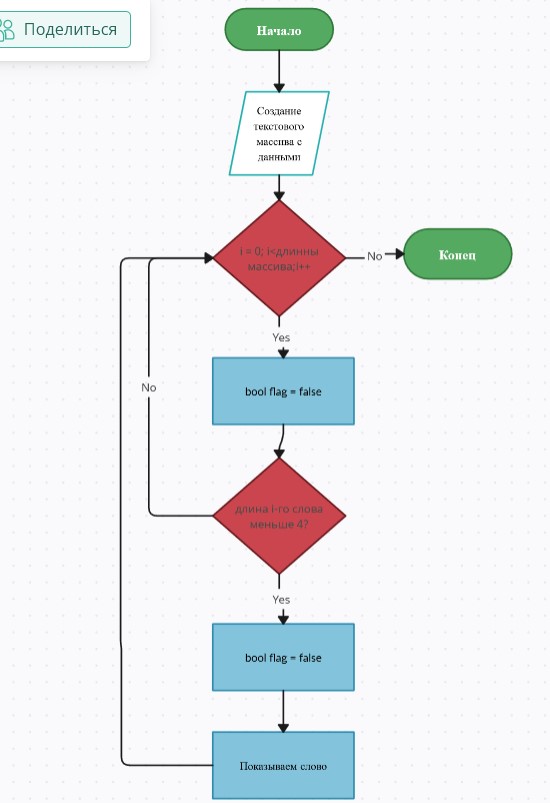 Поделиться
Начало
Создание
текстового
массива с
данными
i = 0; i<длинны
массива;i++
No
Конец
Yes
bool flag = false
No
длина i-го слова
меньше 4?
Yes
bool flag = false
Показываем слово